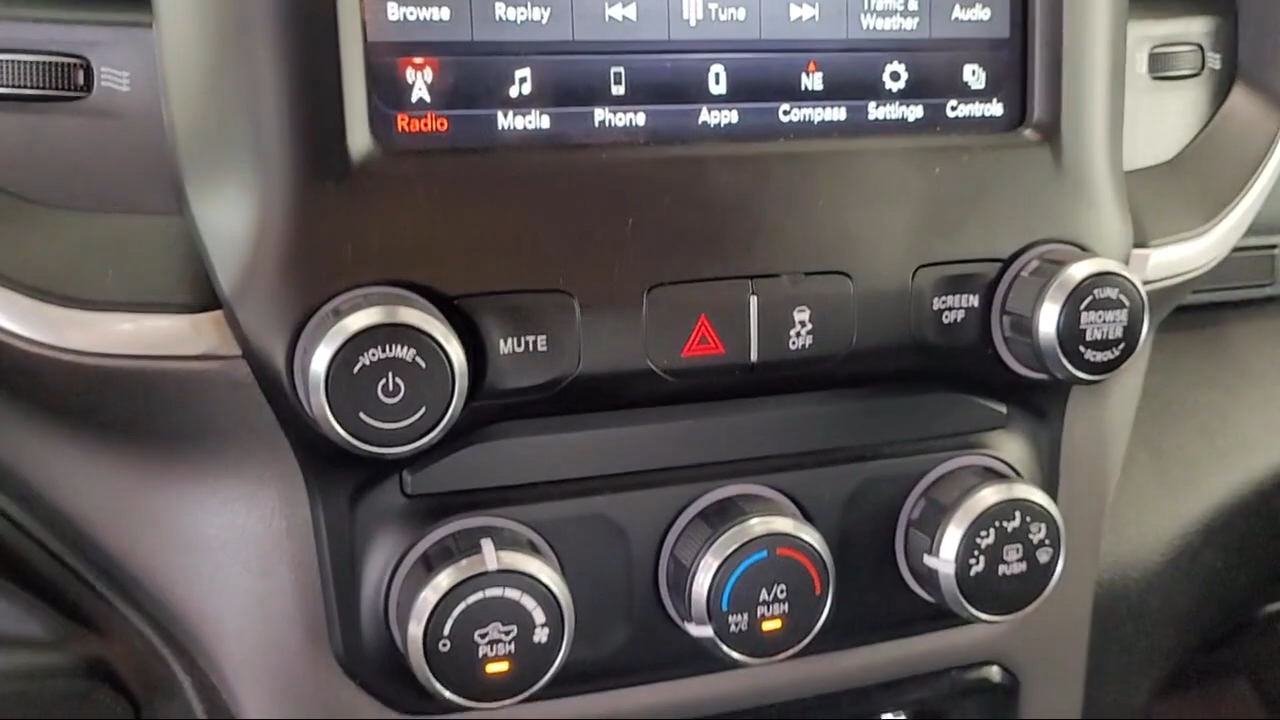 Browse
Replay
Tune
Traffic &
Weather
Audio
Radio
Media
Phone
Apps
NE
Compass
Settings
Controls
VOLUME
MUTE
OFF
SCREEN
OFF
TUNE
BROWSE
ENTER
SCROLL
PUSH
A/C
PUSH
MAX
A/C
PUSH